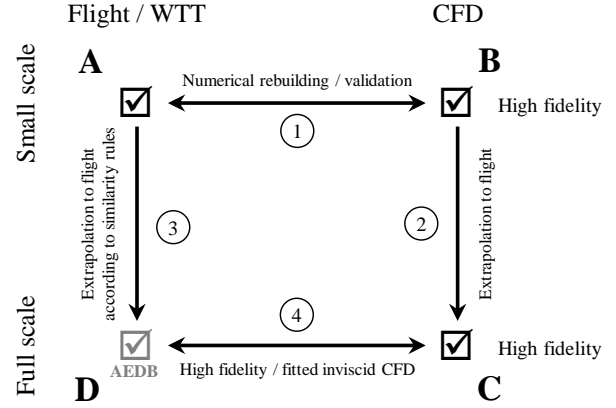 Flight / WTT
CFD
A
B
Small scale
Numerical rebuilding / validation
High fidelity
1
Extrapolation to flight
according to similarity rules
3
2
Extrapolation to flight
4
Full scale
AEDB
High fidelity / fitted inviscid CFD
High fidelity
D
C